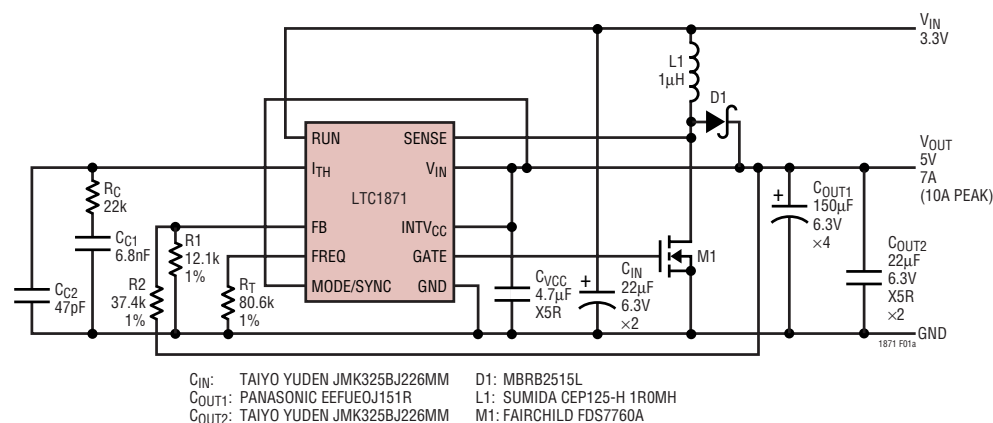 VIN
3.3V
L1
1μH
D1
RUN
SENSE
ITH
VIN
LTC1871
FB
INTVCC
FREQ
GATE
MODE/SYNC
GND
RC
22k
CC1
6.8nF
CC2
47pF
R1
12.1k
1%
R2
37.4k
1%
RT
80.6k
1%
CVCC
4.7μF
X5R
+
CIN
22μF
6.3V
×2
M1
VOUT
5V
7A
(10A PEAK)
+
COUT1
150μF
6.3V
×4
COUT2
22μF
6.3V
X5R
×2
GND
1871 F01a
CIN: TAIYO YUDEN JMK325BJ226MM
COUT1: PANASONIC EEFUEOJ151R
COUT2: TAIYO YUDEN JMK325BJ226MM
D1: MBRB2515L
L1: SUMIDA CEP125-H 1R0MH
M1: FAIRCHILD FDS7760A